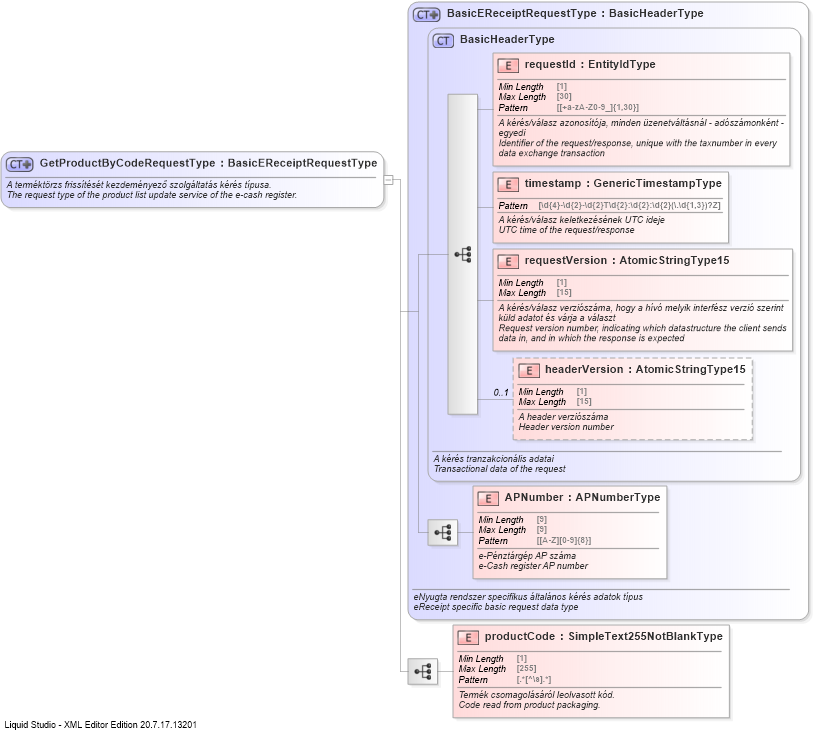 BasicEReceiptRequestType : BasicHeaderType
BasicHeaderType
requestId : EntityIdType
Min Length [1]
Max Length [30]
Pattern [[+a-zA-Z0-9_]{1,30}]
A kérés/válasz azonosítója, minden üzenetváltásnál - adószámonként -
egyedi
Identifier of the request/response, unique with the taxnumber in every
data exchange transaction
GetProductByCodeRequestType : BasicEReceiptRequestType
A terméktörzs frissítését kezdeményező szolgáltatás kérés típusa.
The request type of the product list update service of the e-cash register.
timestamp : GenericTimestampType
Pattern [\d{4}-\d{2}-\d{2}T\d{2}:\d{2}:\d{2}(\.\d{1,3})?Z]
A kérés/válasz keletkezésének UTC ideje
UTC time of the request/response
requestVersion : AtomicStringType15
Min Length [1]
Max Length [15]
A kérés/válasz verziószáma, hogy a hívó melyik interfész verzió szerint
küld adatot és várja a választ
Request version number, indicating which datastructure the client sends
data in, and in which the response is expected
headerVersion : AtomicStringType15
0..1
Min Length [1]
Max Length [15]
A header verziószáma
Header version number
A kérés tranzakcionális adatai
Transactional data of the request
APNumber : APNumberType
Min Length [9]
Max Length [9]
Pattern [[A-Z][0-9]{8}]
e-Pénztárgép AP száma
e-Cash register AP number
eNyugta rendszer specifikus általános kérés adatok típus
eReceipt specific basic request data type
productCode : SimpleText255NotBlankType
Min Length [1]
Max Length [255]
Pattern [.*[^\s].*]
Termék csomagolásáról leolvasott kód.
Code read from product packaging.
Liquid Studio - XML Editor Edition 20.7.17.13201